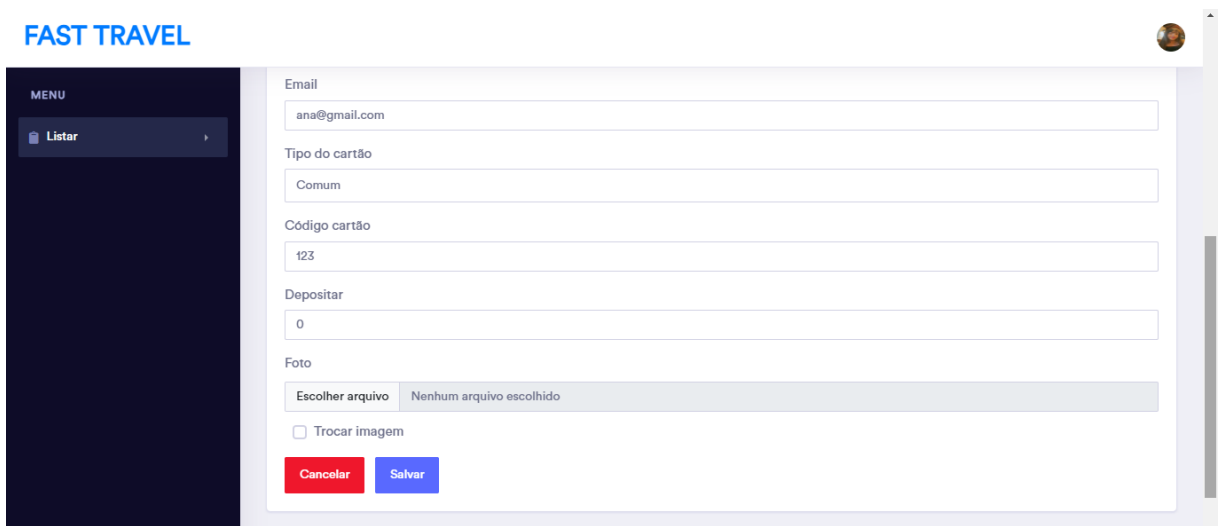 FAST TRAVEL
MENU
Listar
Email
ana@gmail.com
Tipo do cartão
Comum
Código cartão
123
Depositar
0
Foto
Escolher arquivo Nenhum arquivo escolhido
Trocar imagem
Cancelar Salvar